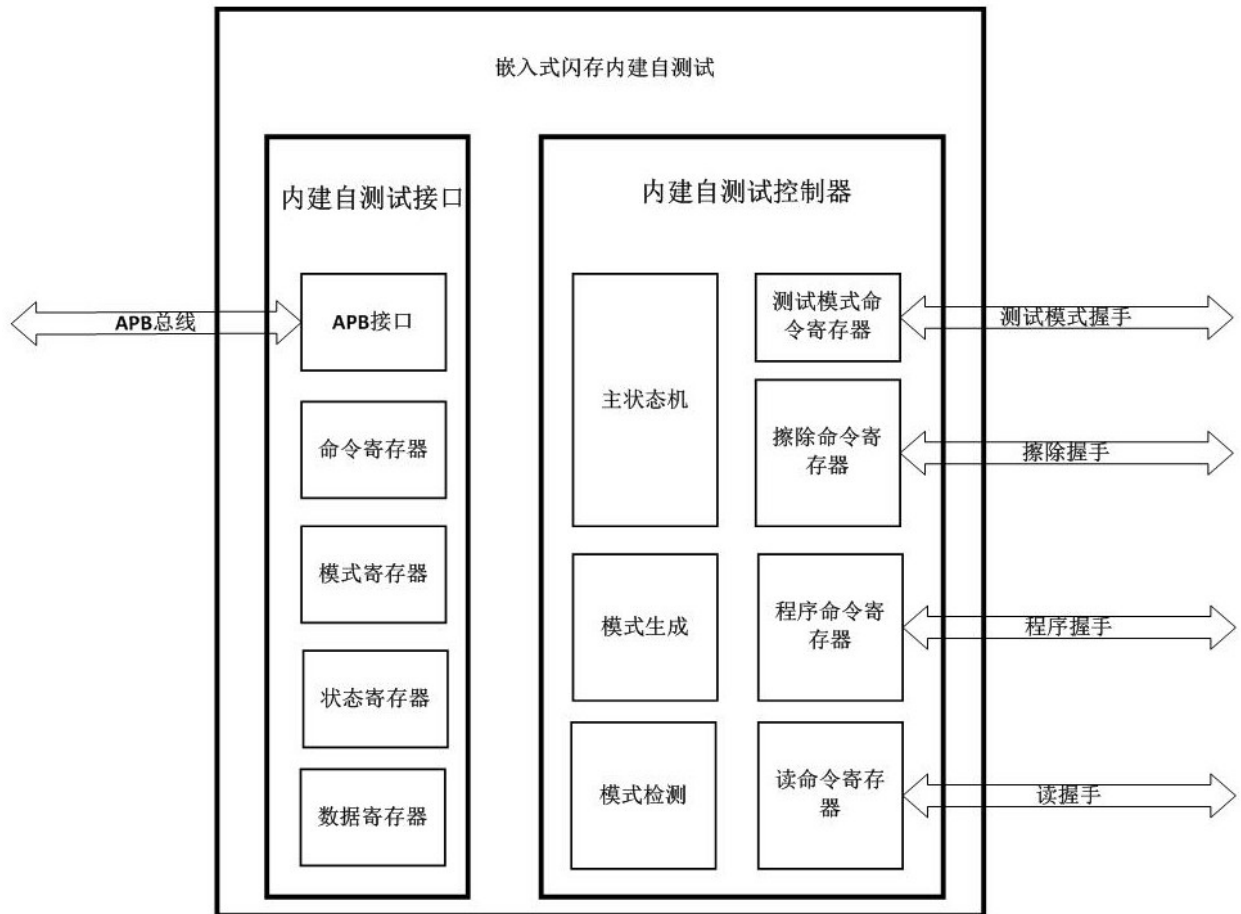 嵌入式闪存内建自测试
内建自测试接口
APB总线
APB接口
命令寄存器
模式寄存器
状态寄存器
数据寄存器
内建自测试控制器
主状态机
模式生成
模式检测
测试模式命
令寄存器
测试模式握手
擦除命令寄
存器
擦除握手
程序命令寄
存器
程序握手
读命令寄存
器
读握手